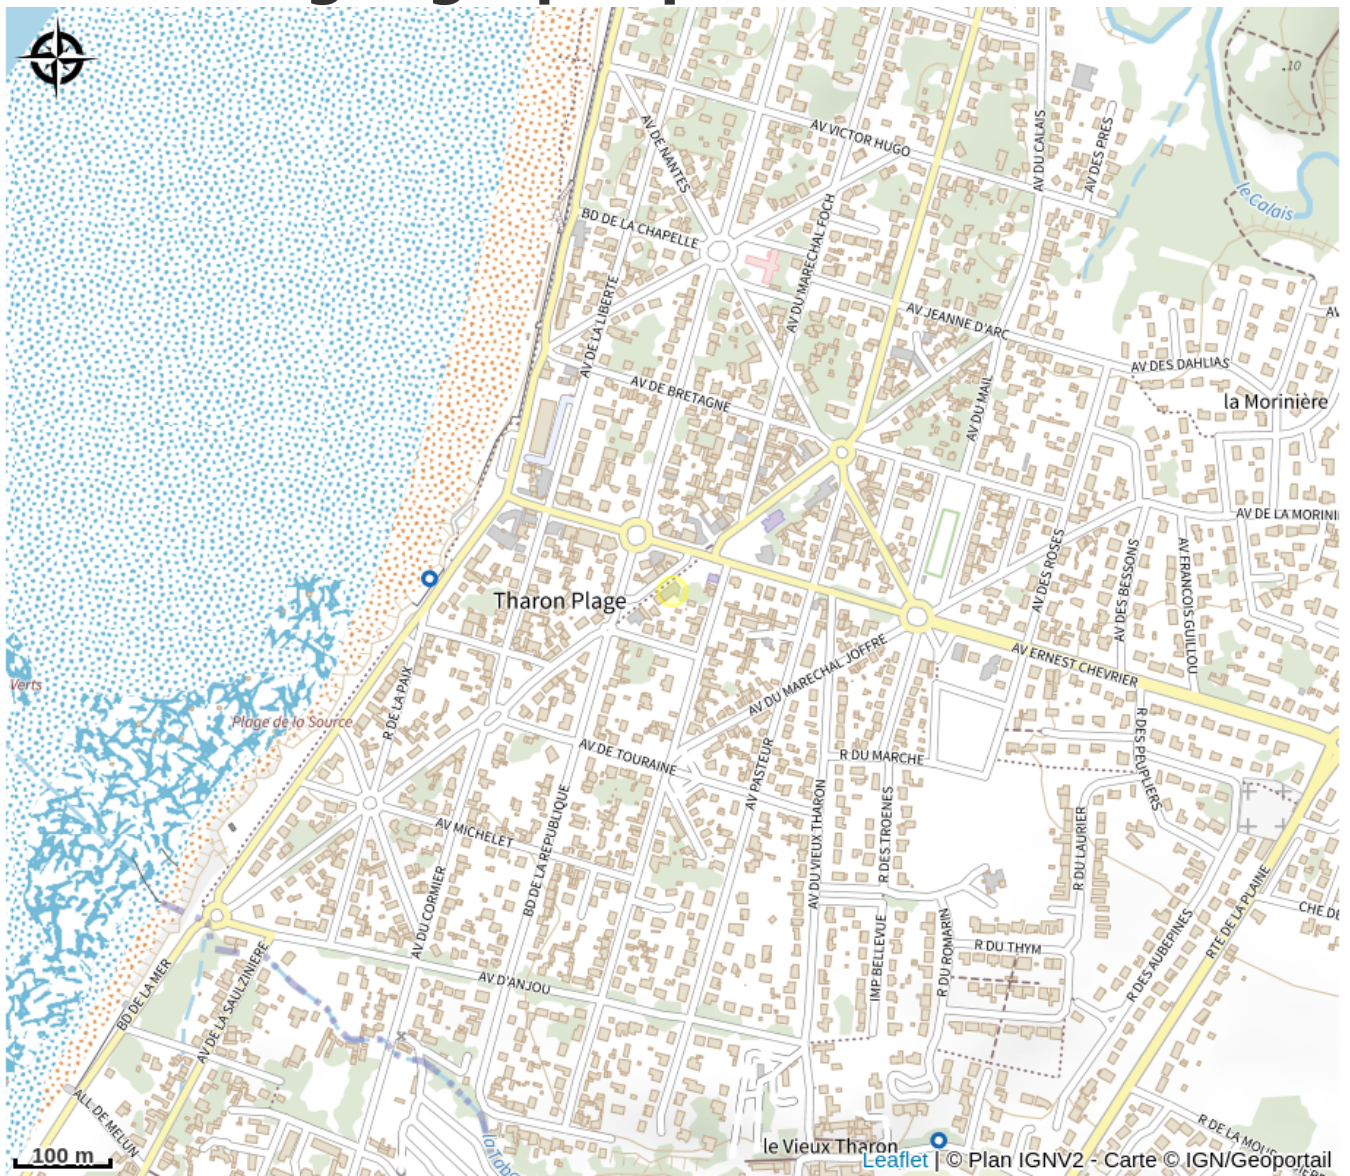 .10
AV DE NANTES
AV VICTOR HUGO
AV DU CALAIS
AV DES PRES
le Calais
BD DE LA CHAPELLE
AV DU MARECHAL FOCH
AV DE LA LIBERTE
AV JEANNE D'ARC
AV DES DAHLIAS
AV DE BRETAGNE
AV DU MAIL
la Morinière
AV DE LA MORINI
AV DES ROSES
AV DES BESSONS
AV FRANCOIS GUILLOU
Tharon Plage
AV ERNEST CHEVRIER
AV DU MARECHAL JOFFRE
Verts
Plage de la Source
R DE LA PAIX
AV DE TOURAINE
AV PASTEUR
R DU MARCHE
R DES PEUPLIERS
AV MICHELET
BD DE LA REPUBLIQUE
AV DU VIEUX THARON
R DES TROENES
R DU LAURIER
AV DU CORMIER
RTE DE LA PLAINE
CHE DE
IMP BELLEVUE
R DU ROMARIN
R DU THYM
R DES AUBEPINES
AV D'ANJOU
BD DE LA MER
AV DE LA SAULZINIERE
ALL DE MELUN
le Vieux Tharon
100 m
Leaflet | © Plan IGNV2 - Carte © IGN/Geoportail